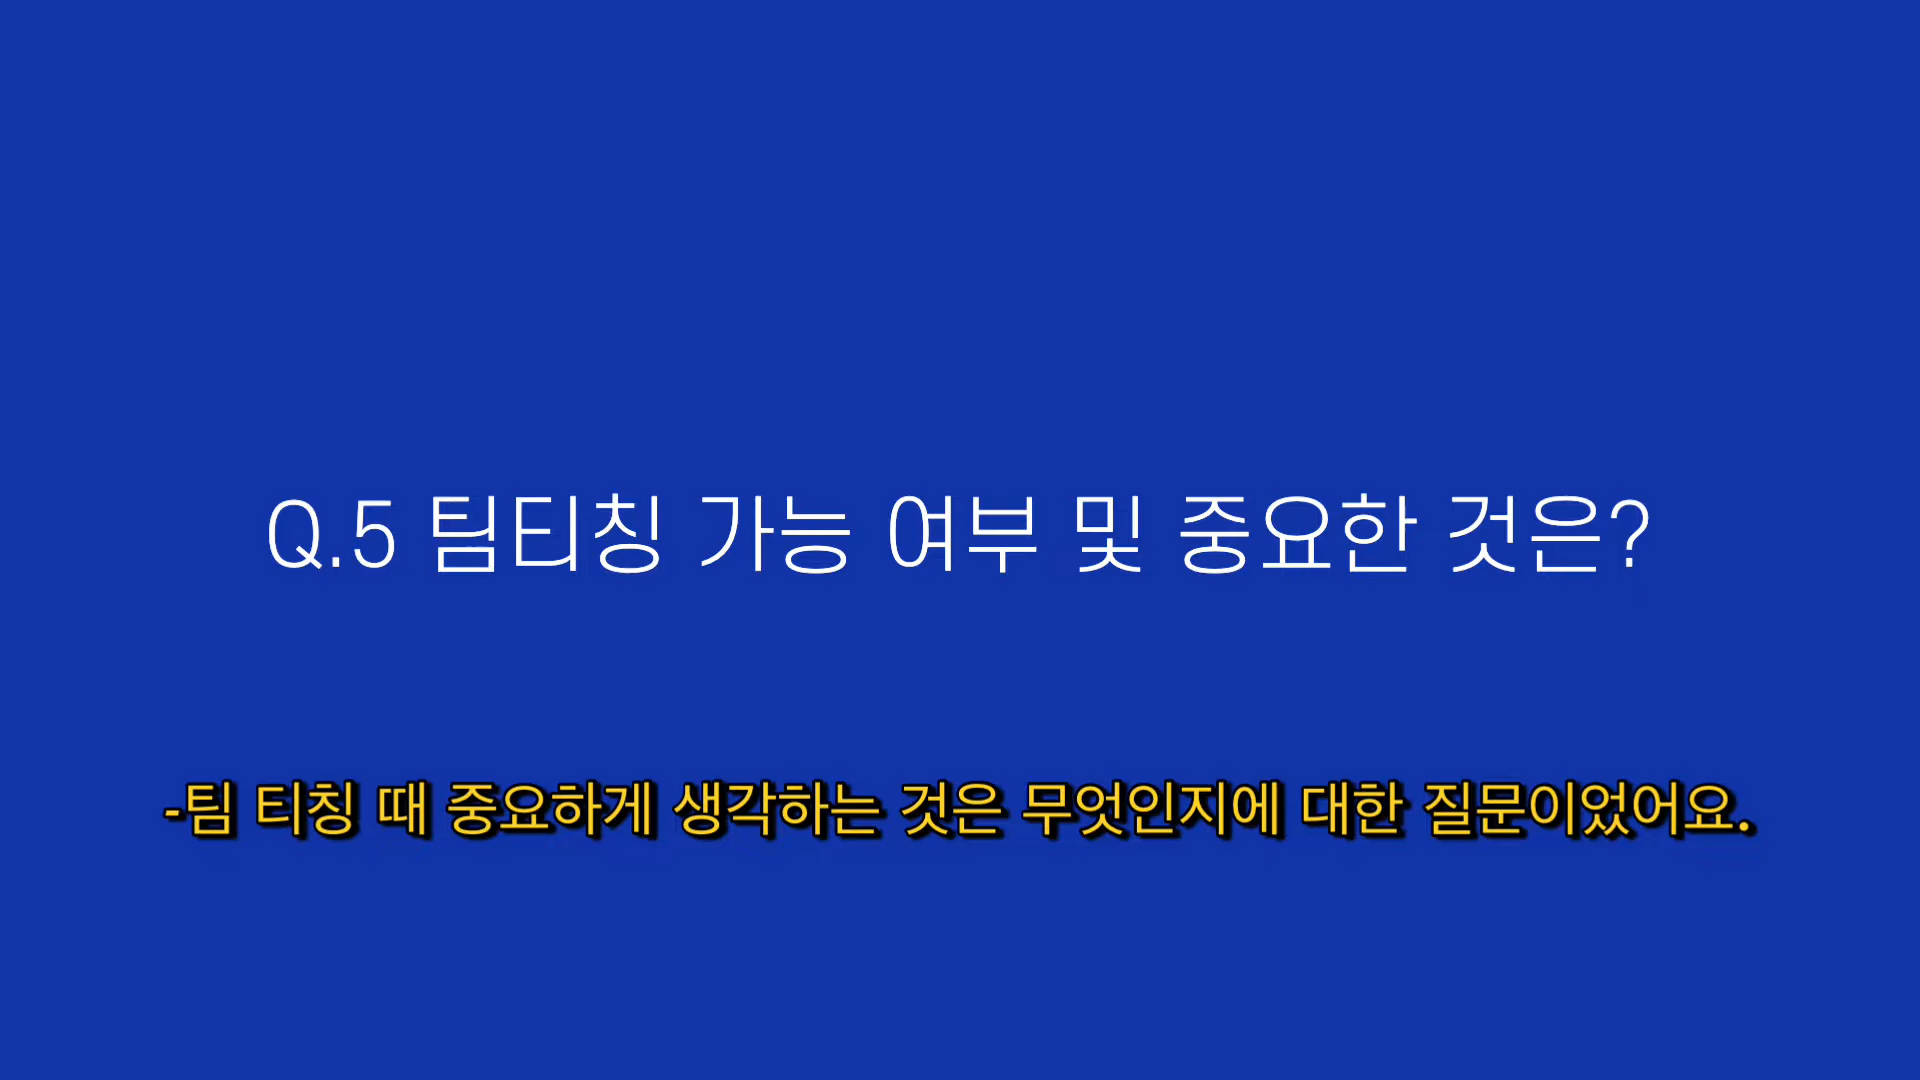 Q.5 팀티칭 가능 여부 및 중요한 것은?
-팀 티칭 때 중요하게 생각하는 것은 무엇인지에 대한 질문이었어요.